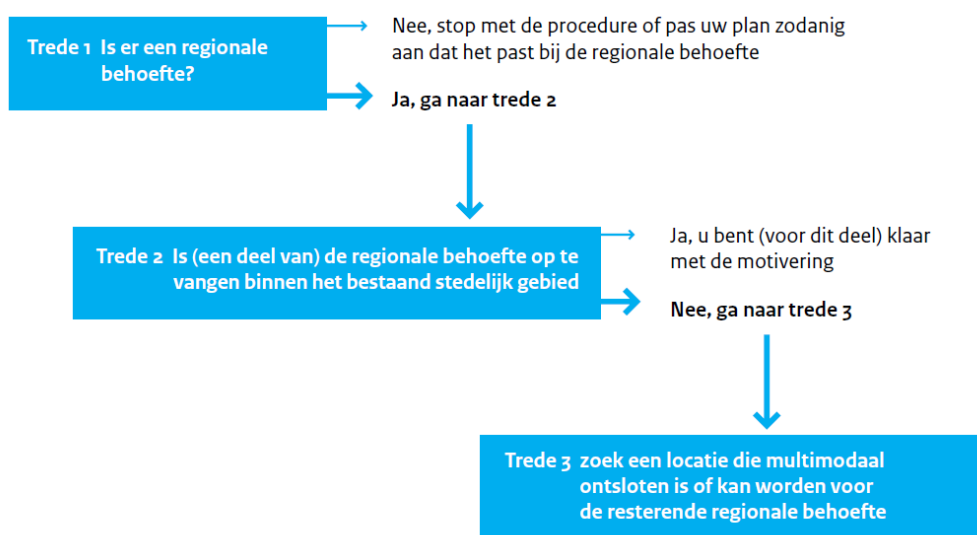 Trede 1 Is er een regionale
behoefte?
Nee, stop met de procedure of pas uw plan zodanig
aan dat het past bij de regionale behoefte
Ja, ga naar trede 2
Trede 2 Is (een deel van) de regionale behoefte op te
vangen binnen het bestaand stedelijk gebied
Ja, u bent (voor dit deel) klaar
met de motivering
Nee, ga naar trede 3
Trede 3 zoek een locatie die multimodaal
ontsloten is of kan worden voor
de resterende regionale behoefte